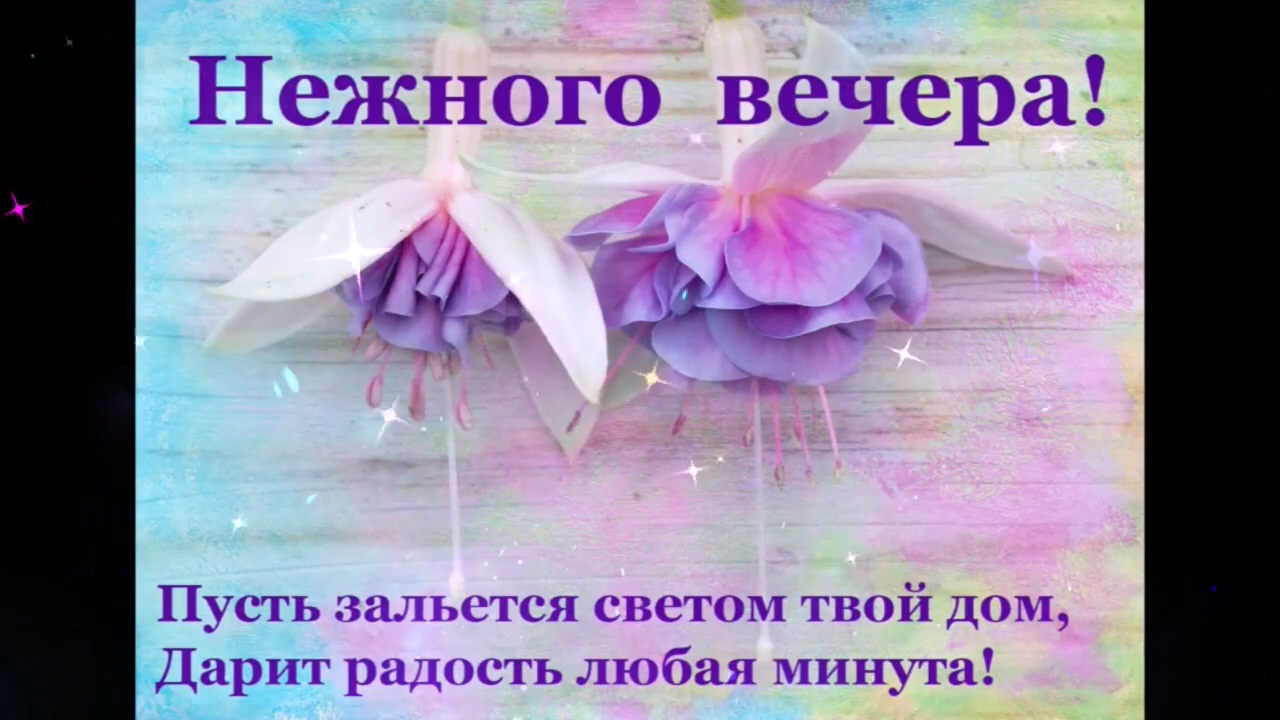 Нежного вечера!
Пусть зальется светом твой дом,
Дарит радость любая минута!